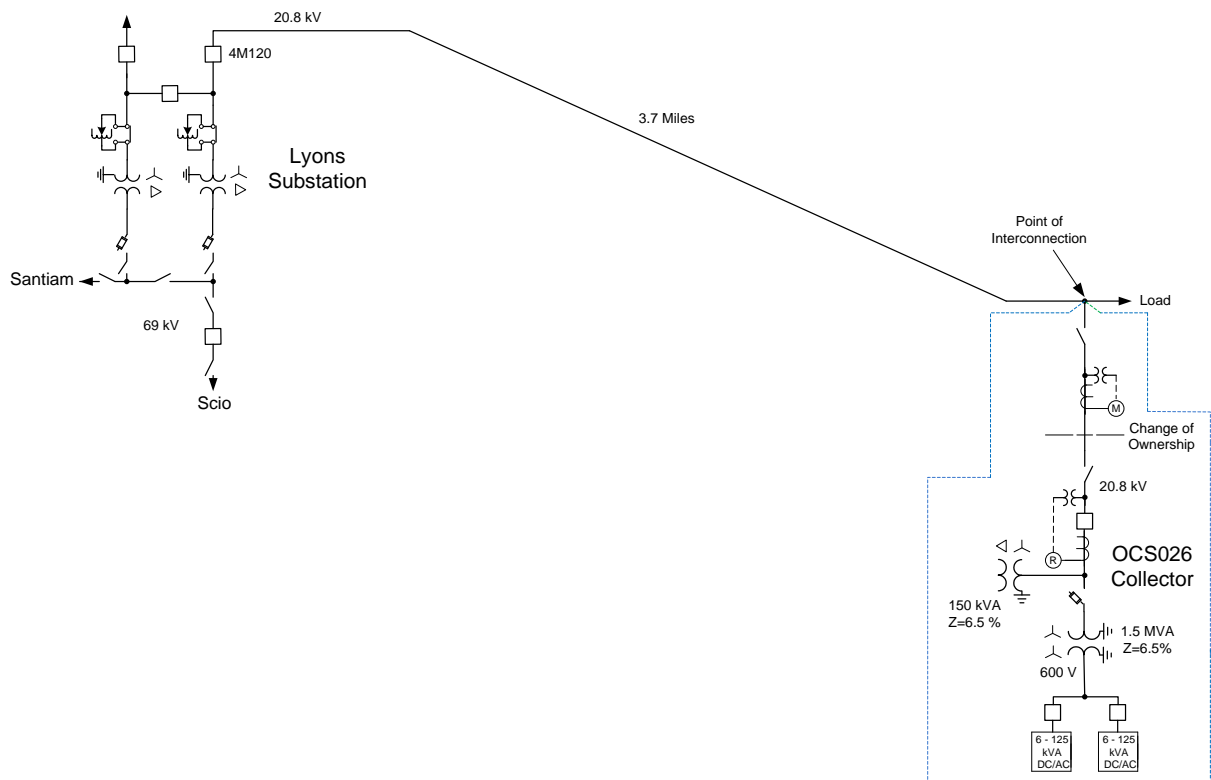 20.8 kV
4M120
3.7 Miles
Lyons
Substation
Santiam
69 kV
Scio
Point of
Interconnection
Load
M
Change of
Ownership
20.8 kV
R
OCS026
Collector
150 kVA
Z=6.5 %
1.5 MVA
Z=6.5%
600 V
6 - 125
kVA
DC/AC
6 - 125
kVA
DC/AC